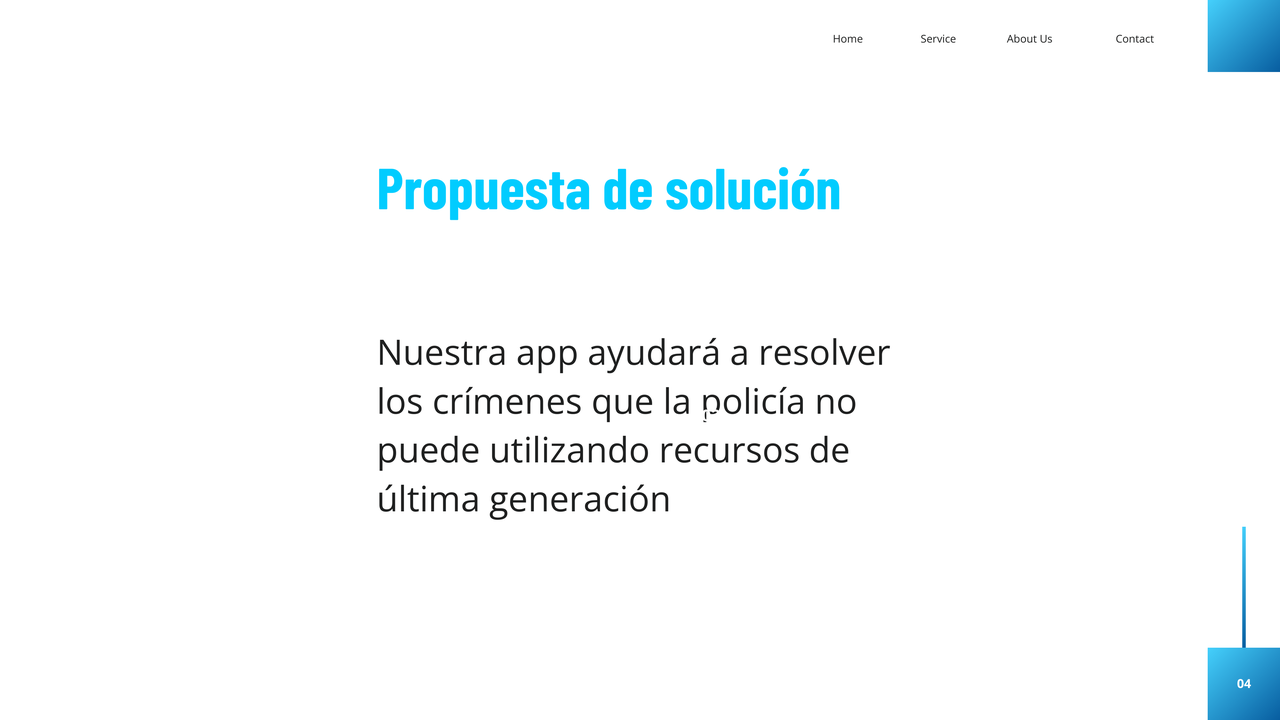 Home Service About Us Contact
Propuesta de solución
Nuestra app ayudará a resolver
los crímenes que la policía no
puede utilizando recursos de
última generación
04